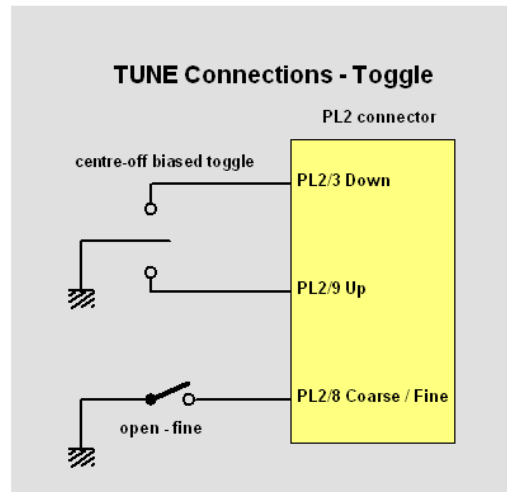 TUNE Connections - Toggle
PL2 connector
centre-off biased toggle
PL2/3 Down
PL2/9 Up
PL2/8 Coarse / Fine
open - fine